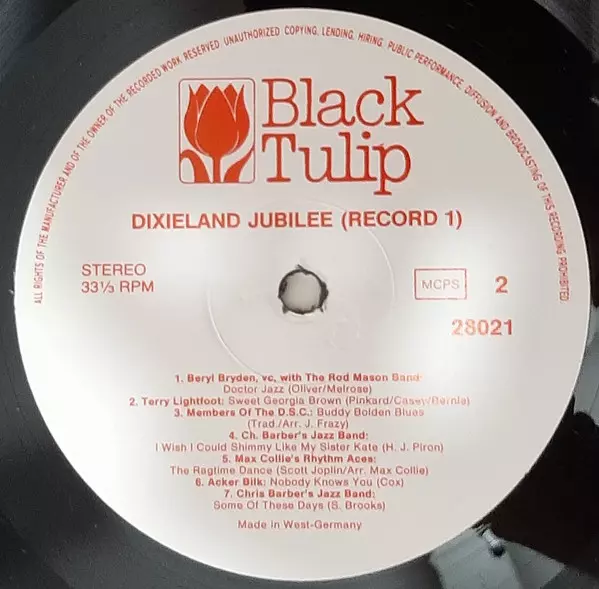 ALL RIGHTS OF THE MANUFACTURER AND OF THE OWNER OF THE RECORDED WORK RESERVED. UNAUTHORIZED COPYING, LENDING, HIRING, PUBLIC PERFORMANCE, DIFFUSION AND BROADCASTING OF THIS RECORDING PROHIBITED
Black
Tulip
DIXIELAND JUBILEE (RECORD 1)
STEREO
33⅓ RPM
MCPS
2
28021
1. Beryl Bryden, vc, with The Rod Mason Band:
Doctor Jazz (Oliver/Melrose)
2. Terry Lightfoot: Sweet Georgia Brown (Pinkard/Casey/Bernie)
3. Members Of The D.S.C.: Buddy Bolden Blues
(Trad./Arr. J. Frazy)
4. Ch. Barber's Jazz Band:
I Wish I Could Shimmy Like My Sister Kate (H. J. Piron)
5. Max Collie's Rhythm Aces:
The Ragtime Dance (Scott Joplin/Arr. Max Collie)
6. Acker Bilk: Nobody Knows You (Cox)
7. Chris Barber's Jazz Band:
Some Of These Days (S. Brooks)
Made in West-Germany